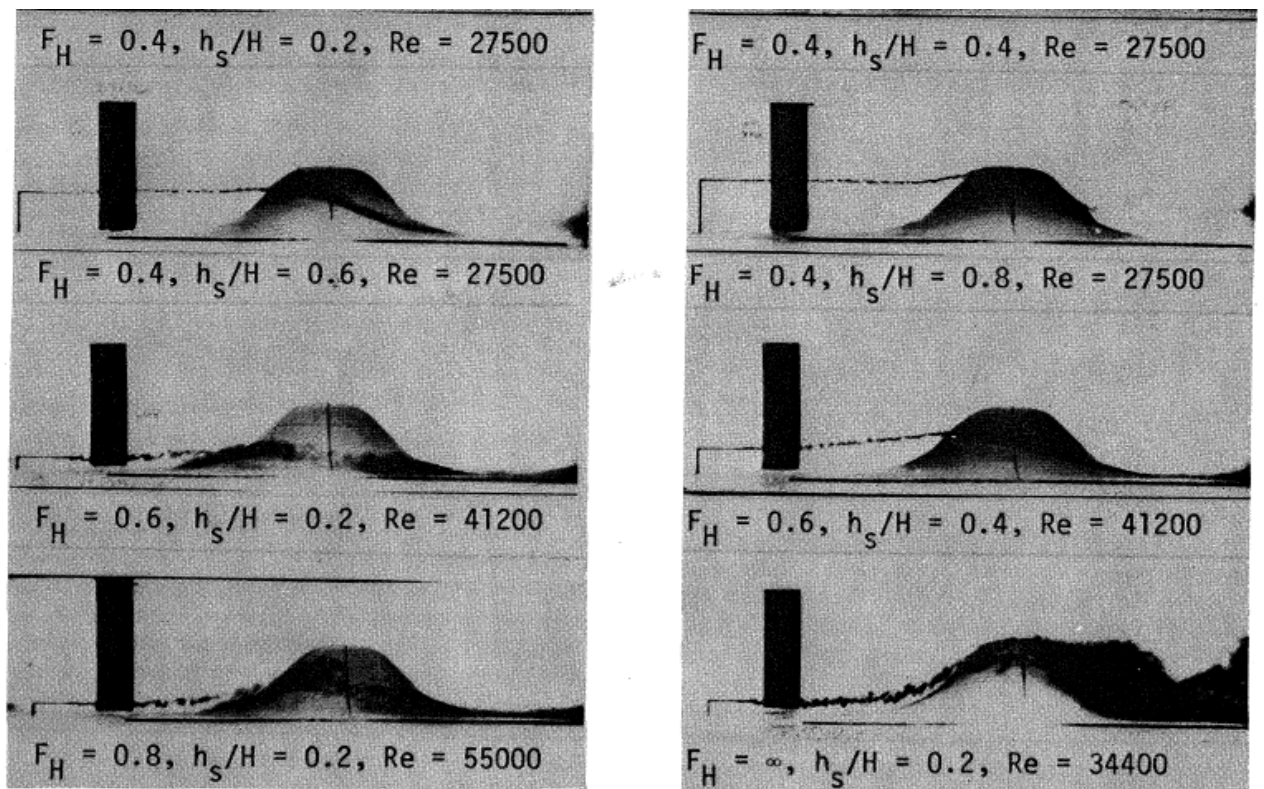 F_H = 0.4, h_s/H = 0.2, Re = 27500
F_H = 0.4, h_s/H = 0.4, Re = 27500
F_H = 0.4, h_s/H = 0.6, Re = 27500
F_H = 0.4, h_s/H = 0.8, Re = 27500
F_H = 0.6, h_s/H = 0.2, Re = 41200
F_H = 0.6, h_s/H = 0.4, Re = 41200
F_H = 0.8, h_s/H = 0.2, Re = 55000
F_H = ∞, h_s/H = 0.2, Re = 34400